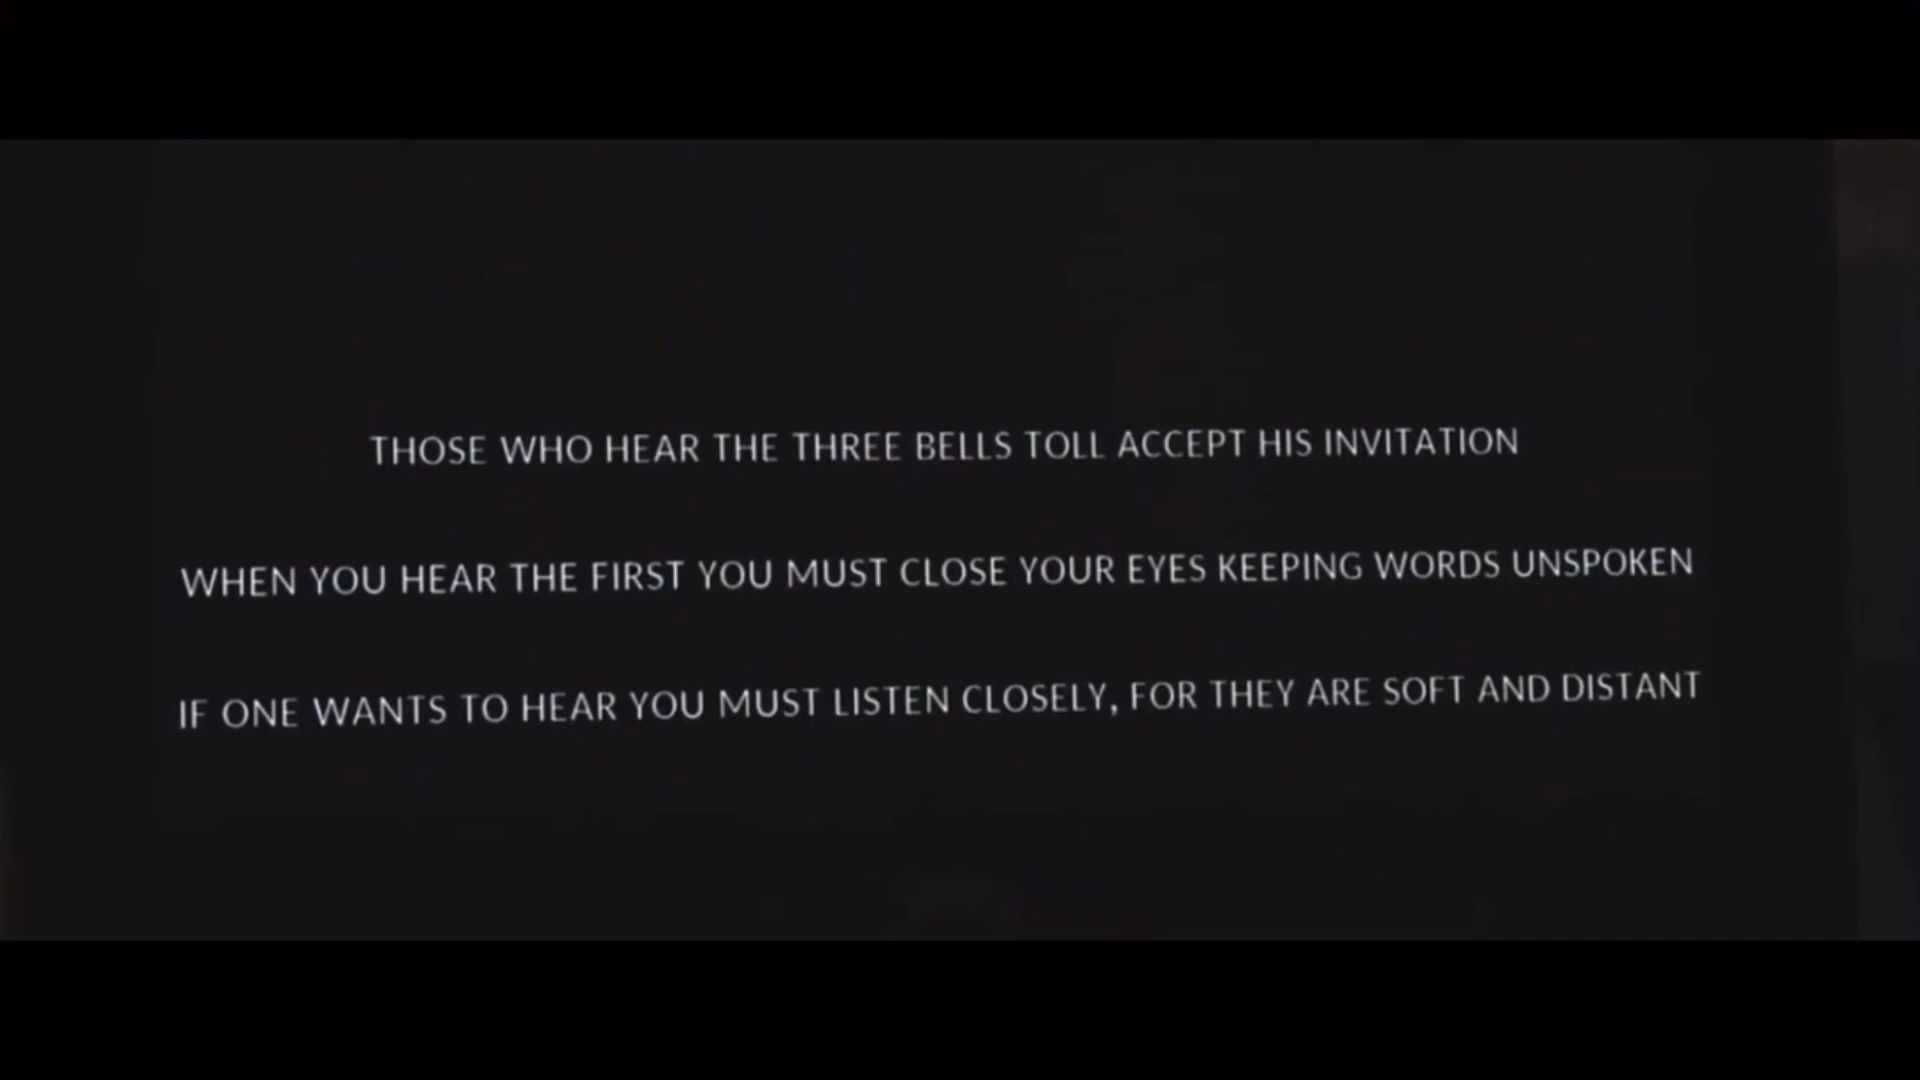 THOSE WHO HEAR THE THREE BELLS TOLL ACCEPT HIS INVITATION
WHEN YOU HEAR THE FIRST YOU MUST CLOSE YOUR EYES KEEPING WORDS UNSPOKEN
IF ONE WANTS TO HEAR YOU MUST LISTEN CLOSELY, FOR THEY ARE SOFT AND DISTANT